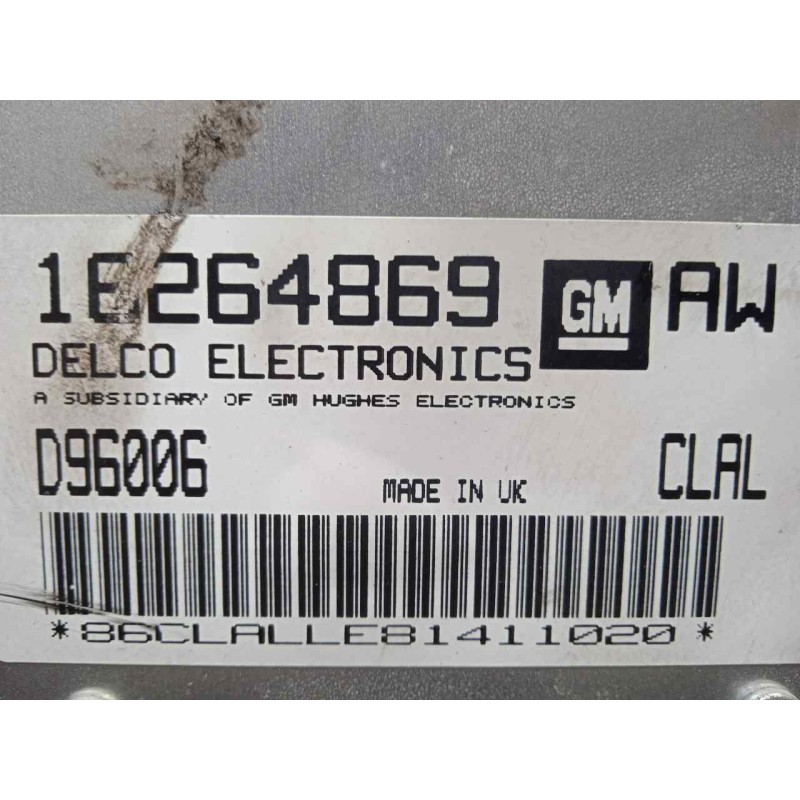 16264869 GM AW
DELCO ELECTRONICS
A SUBSIDIARY OF GM HUGHES ELECTRONICS
D96006 MADE IN UK CLAL
*86CLALLE81411020*